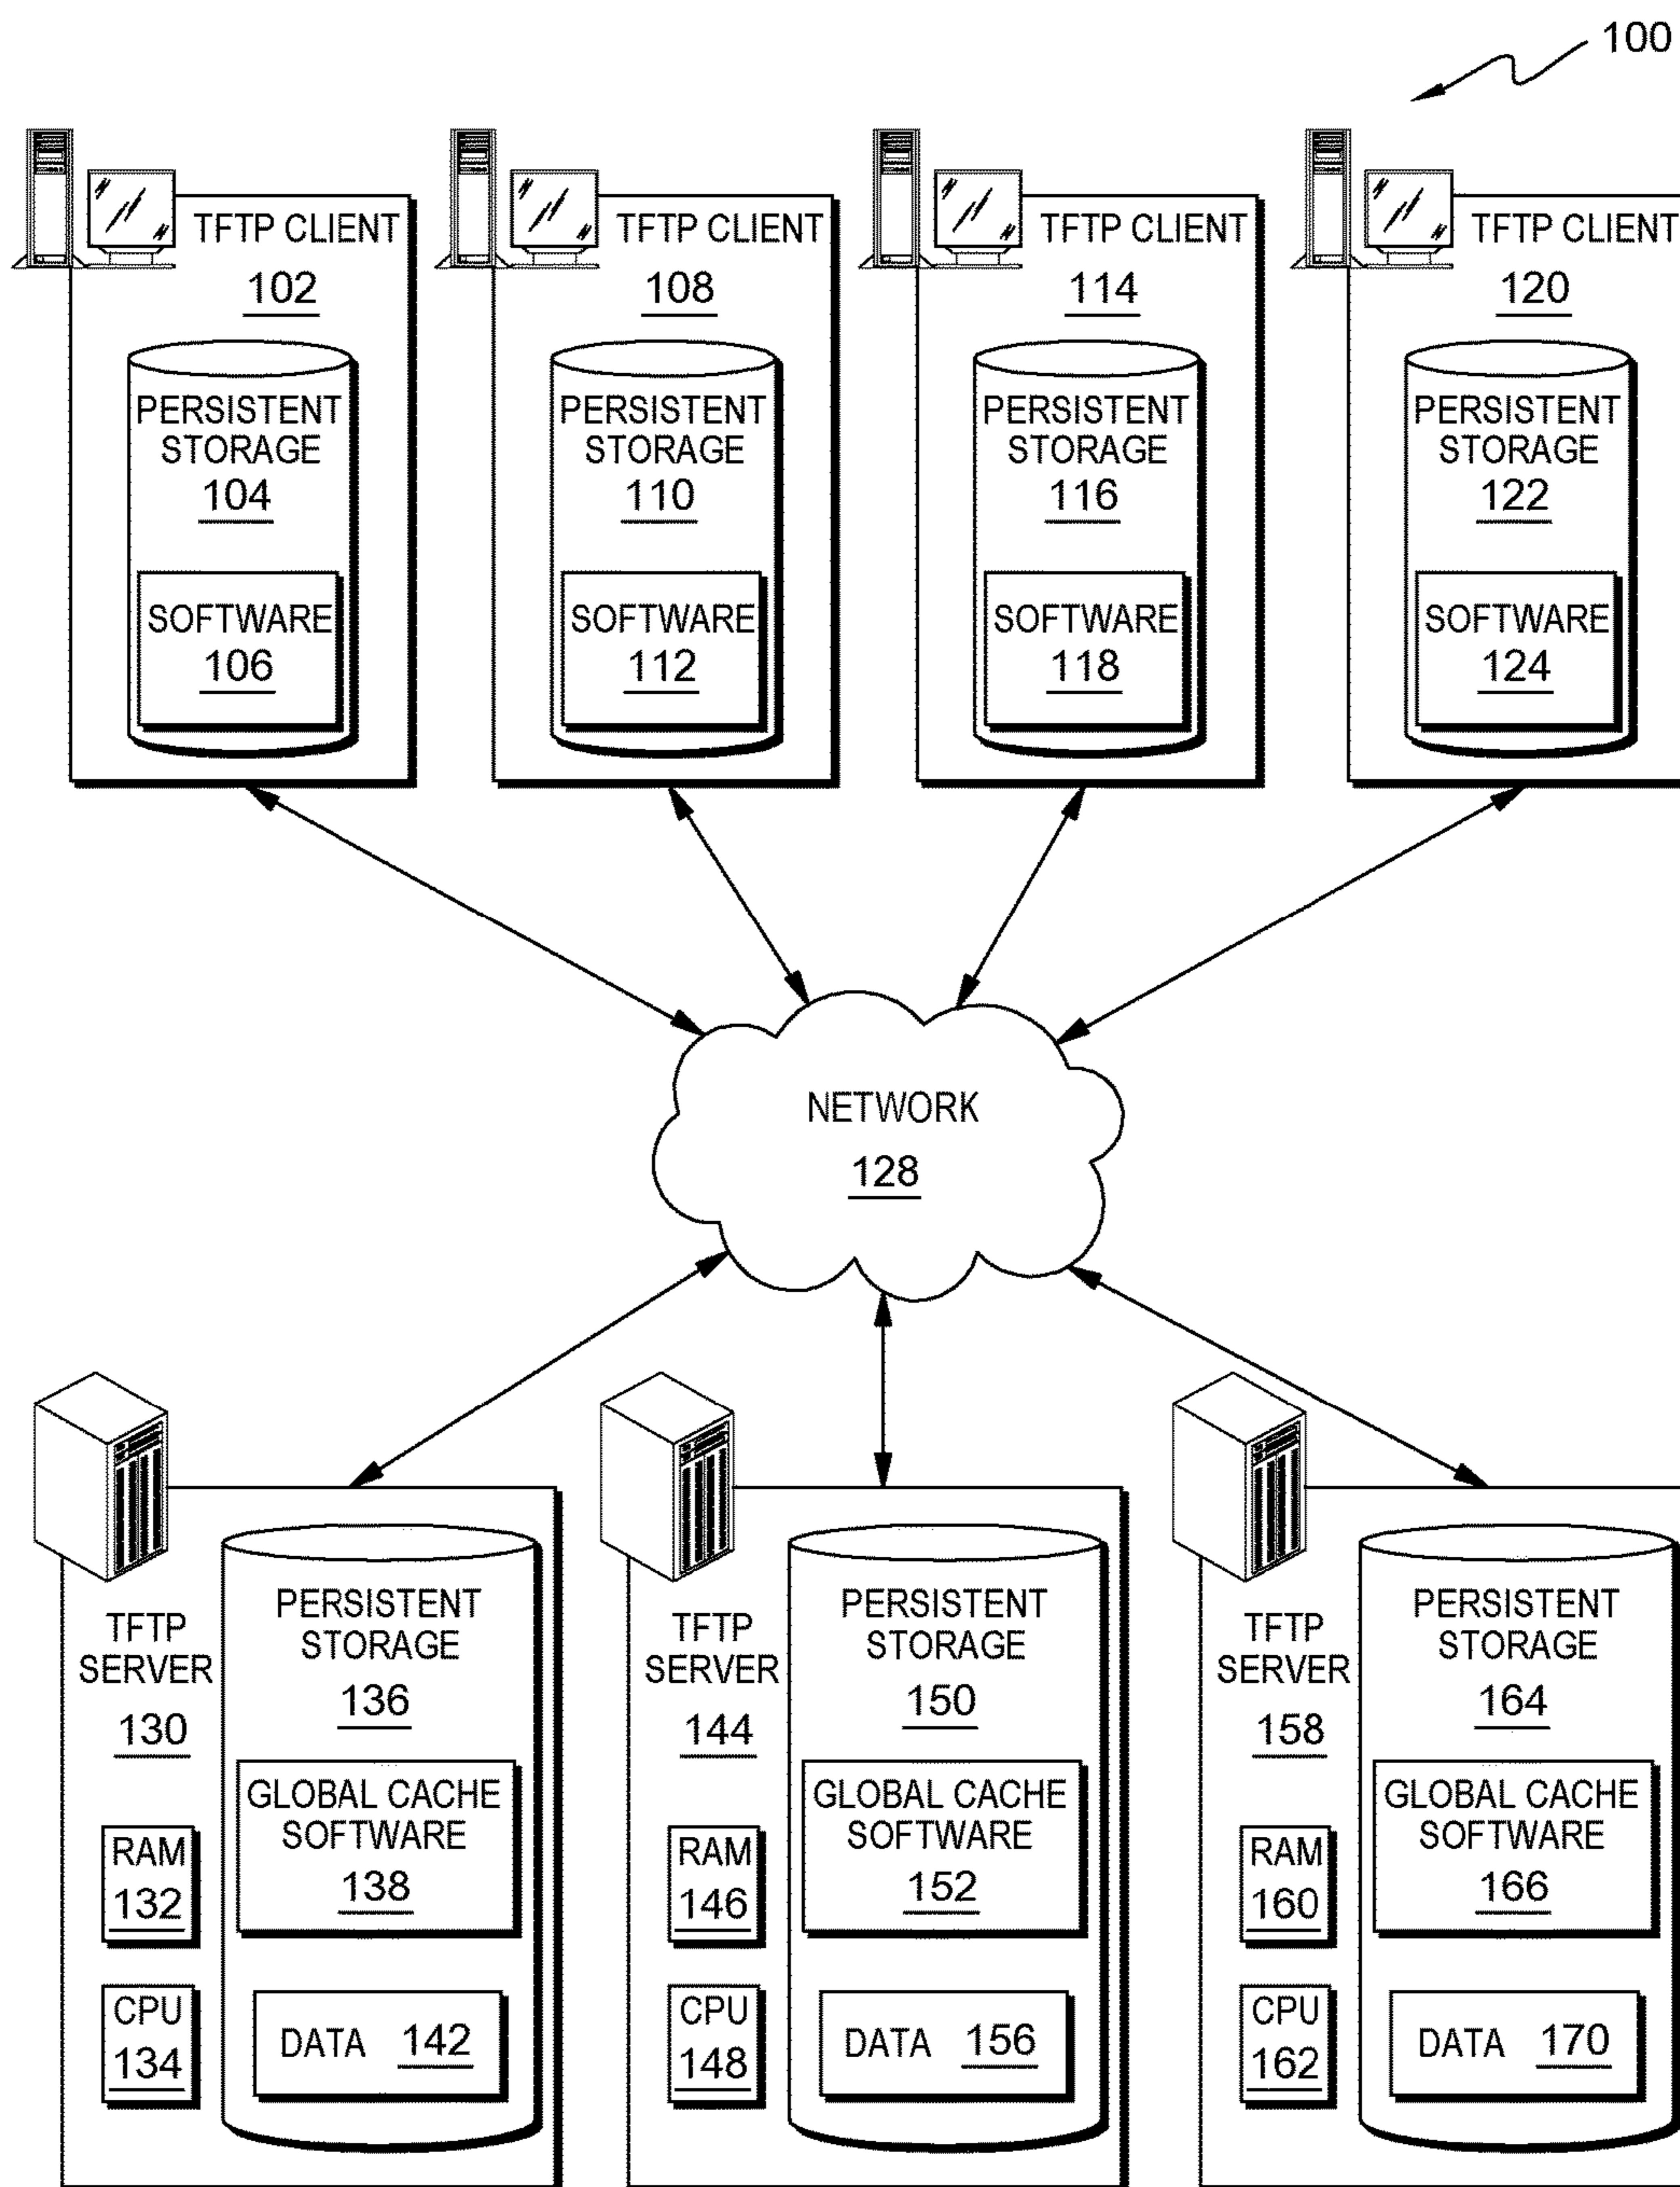 100
TFTP CLIENT
102
PERSISTENT
STORAGE
104
SOFTWARE
106
TFTP CLIENT
108
PERSISTENT
STORAGE
110
SOFTWARE
112
TFTP CLIENT
114
PERSISTENT
STORAGE
116
SOFTWARE
118
TFTP CLIENT
120
PERSISTENT
STORAGE
122
SOFTWARE
124
NETWORK
128
TFTP
SERVER
130
RAM
132
CPU
134
PERSISTENT
STORAGE
136
GLOBAL CACHE
SOFTWARE
138
DATA 142
TFTP
SERVER
144
RAM
146
CPU
148
PERSISTENT
STORAGE
150
GLOBAL CACHE
SOFTWARE
152
DATA 156
TFTP
SERVER
158
RAM
160
CPU
162
PERSISTENT
STORAGE
164
GLOBAL CACHE
SOFTWARE
166
DATA 170